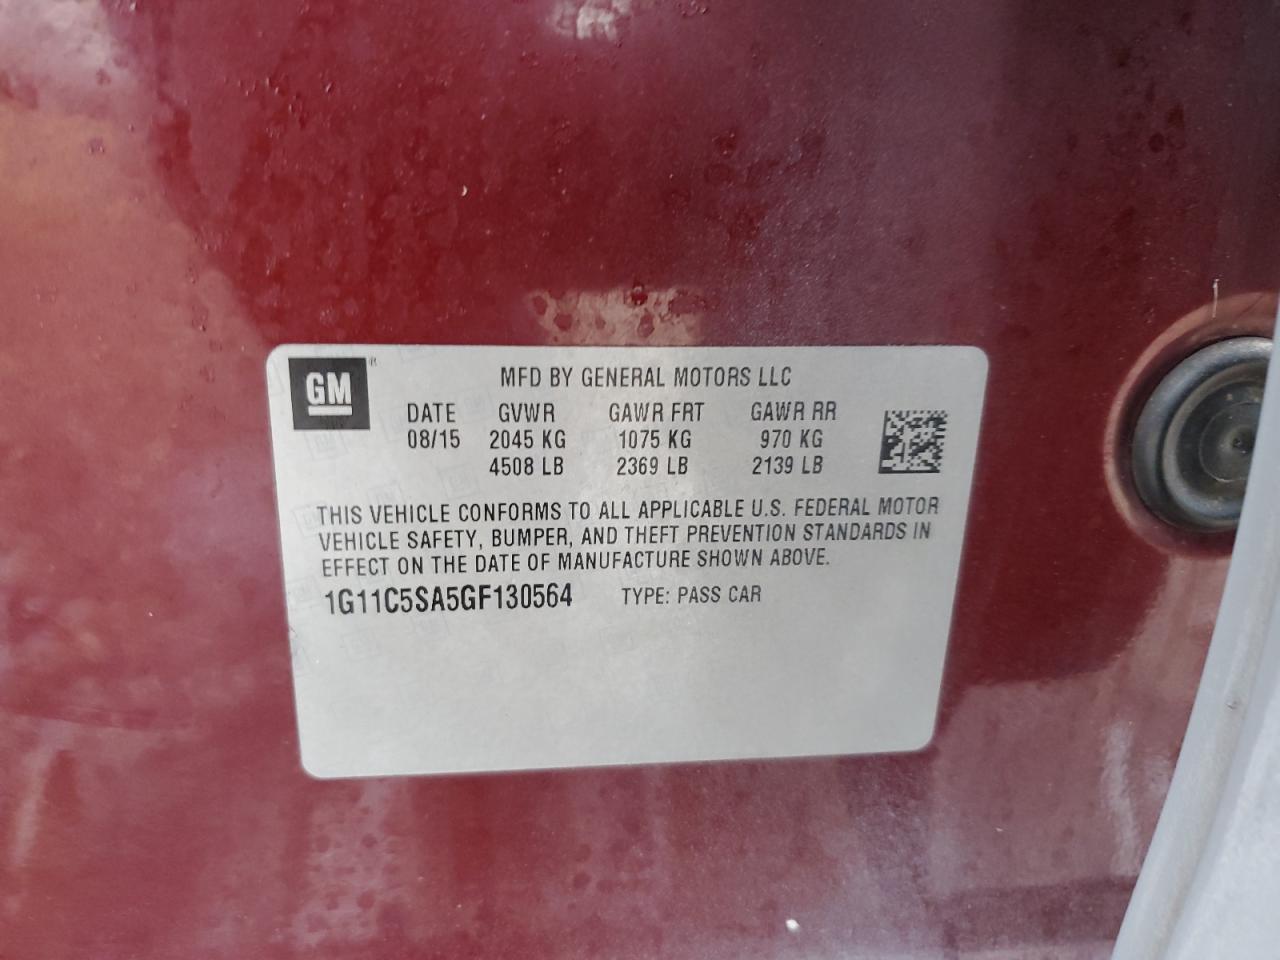 GM ®
MFD BY GENERAL MOTORS LLC
DATE GVWR GAWR FRT GAWR RR
08/15 2045 KG 1075 KG 970 KG
4508 LB 2369 LB 2139 LB
THIS VEHICLE CONFORMS TO ALL APPLICABLE U.S. FEDERAL MOTOR
VEHICLE SAFETY, BUMPER, AND THEFT PREVENTION STANDARDS IN
EFFECT ON THE DATE OF MANUFACTURE SHOWN ABOVE.
1G11C5SA5GF130564 TYPE: PASS CAR